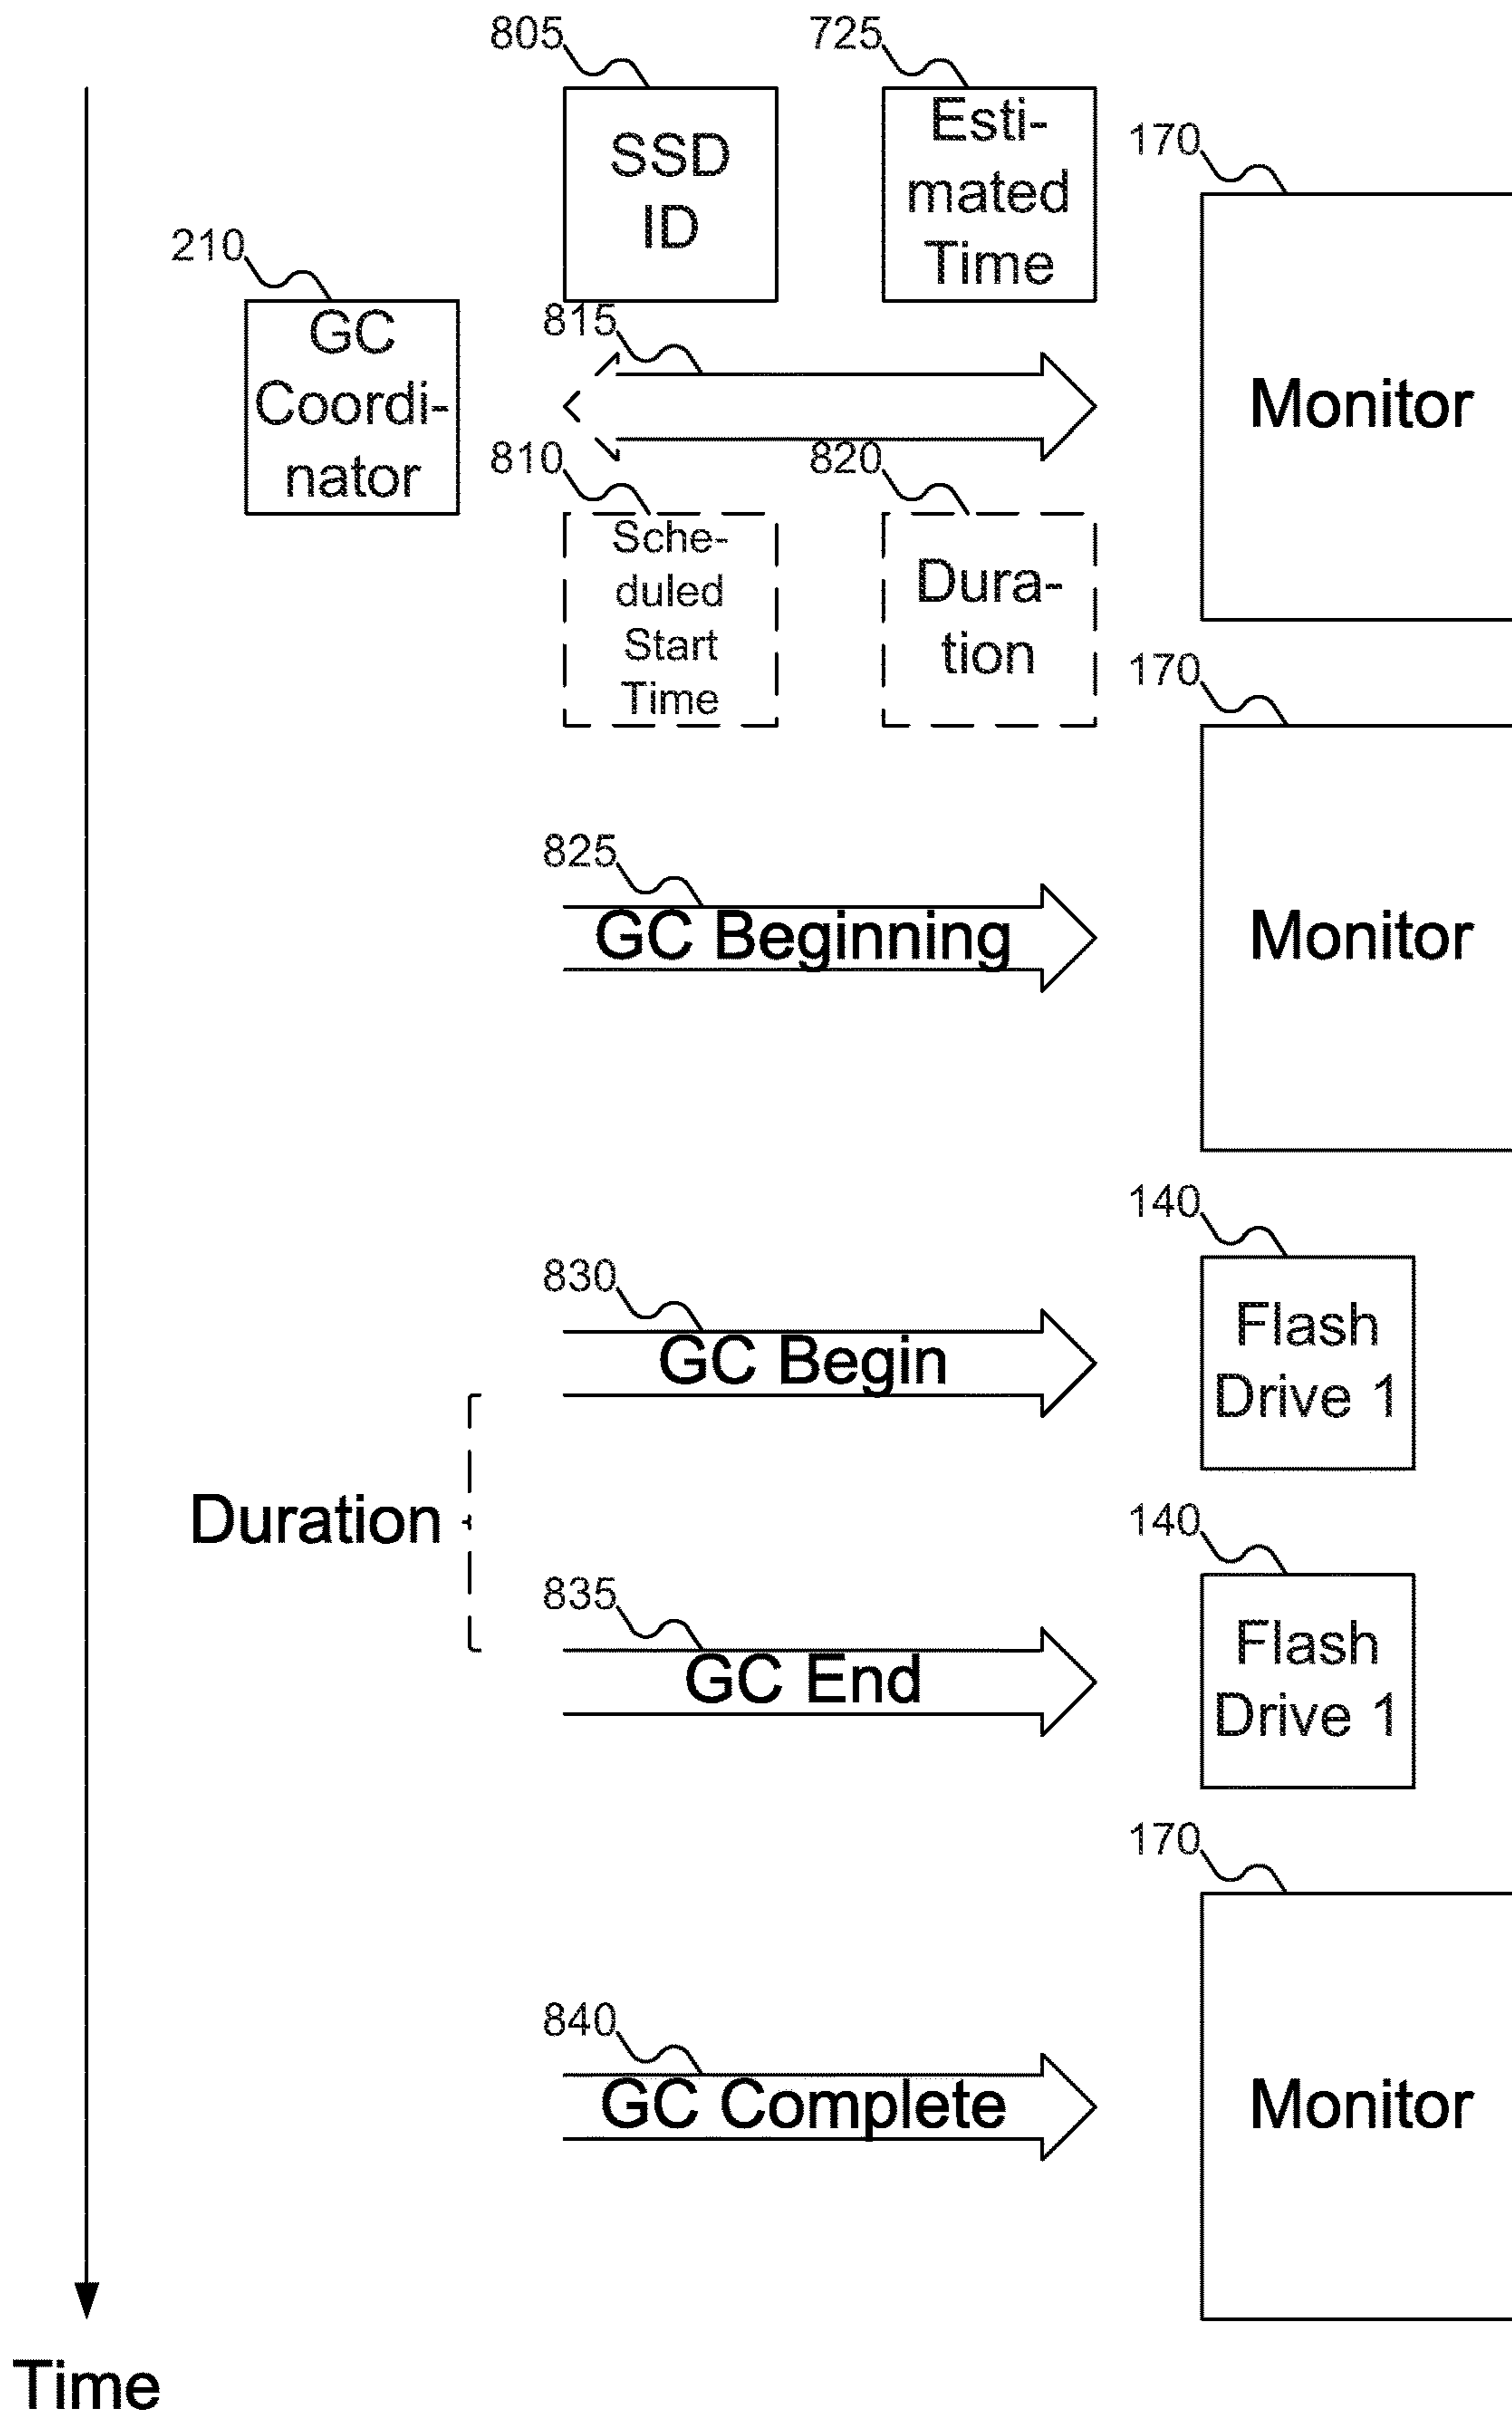 805
725
SSD
ID
Esti-
mated
Time
170
Monitor
210
GC
Coordi-
nator
815
810
Sche-
duled
Start
Time
820
Dura-
tion
170
Monitor
825
GC Beginning
140
Flash
Drive 1
830
GC Begin
Duration
140
Flash
Drive 1
835
GC End
170
Monitor
840
GC Complete
Time